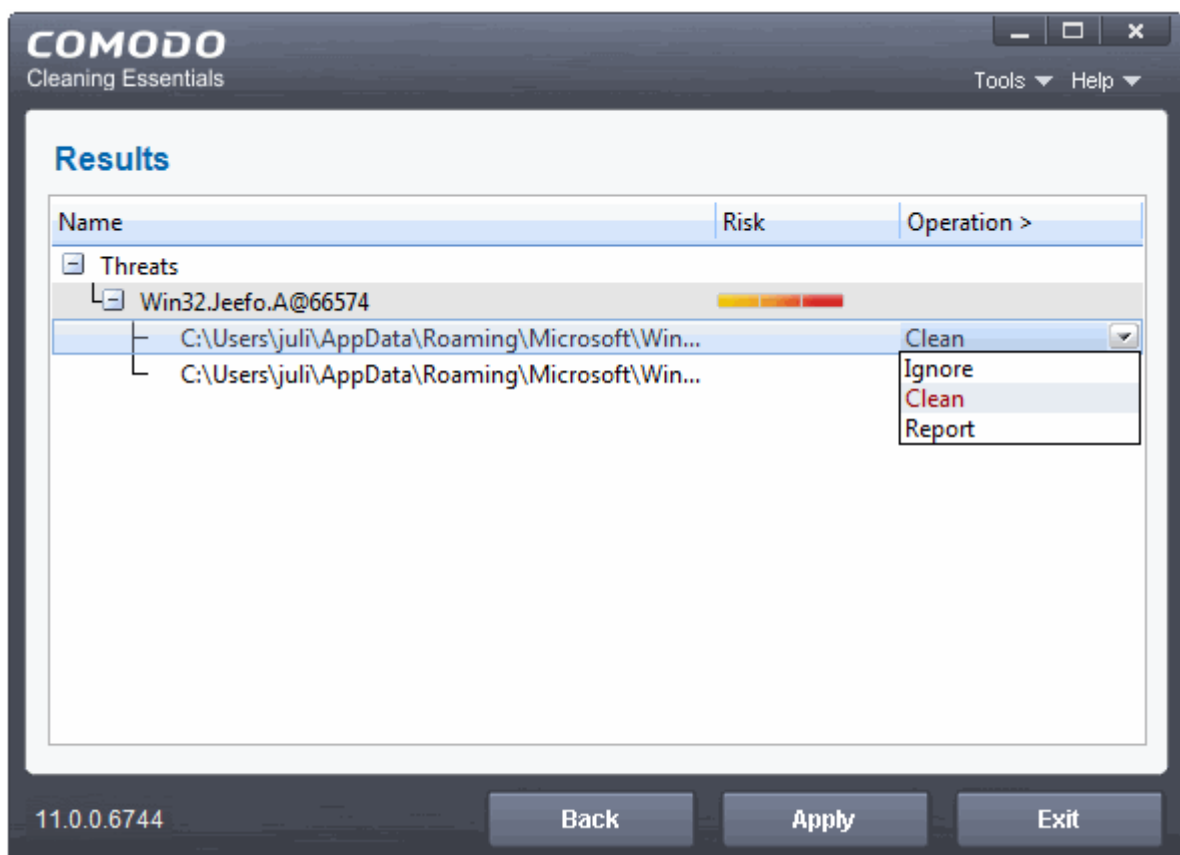 COMODO
Cleaning Essentials
Tools Help
Results
Name Risk Operation >
Threats
Win32.Jeefo.A@66574
C:\Users\juli\AppData\Roaming\Microsoft\Win... Clean
Ignore
C:\Users\juli\AppData\Roaming\Microsoft\Win...
Clean
Report
11.0.0.6744 Back Apply Exit